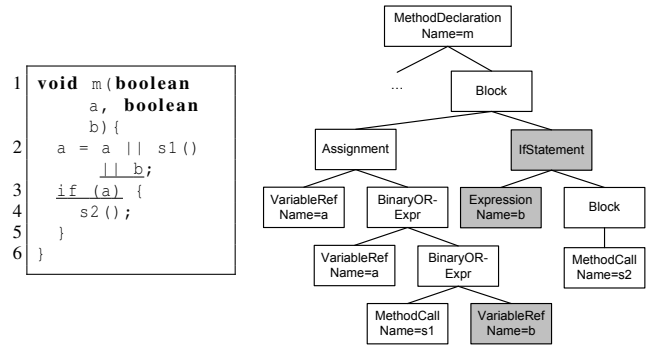 1 void m(boolean
a, boolean
b){
2 a = a || s1()
|| b;
3 if (a) {
4 s2();
5 }
6 }
MethodDeclaration
Name=m
...
Block
Assignment
IfStatement
VariableRef
Name=a
BinaryOR-
Expr
Expression
Name=b
Block
VariableRef
Name=a
BinaryOR-
Expr
MethodCall
Name=s2
MethodCall
Name=s1
VariableRef
Name=b